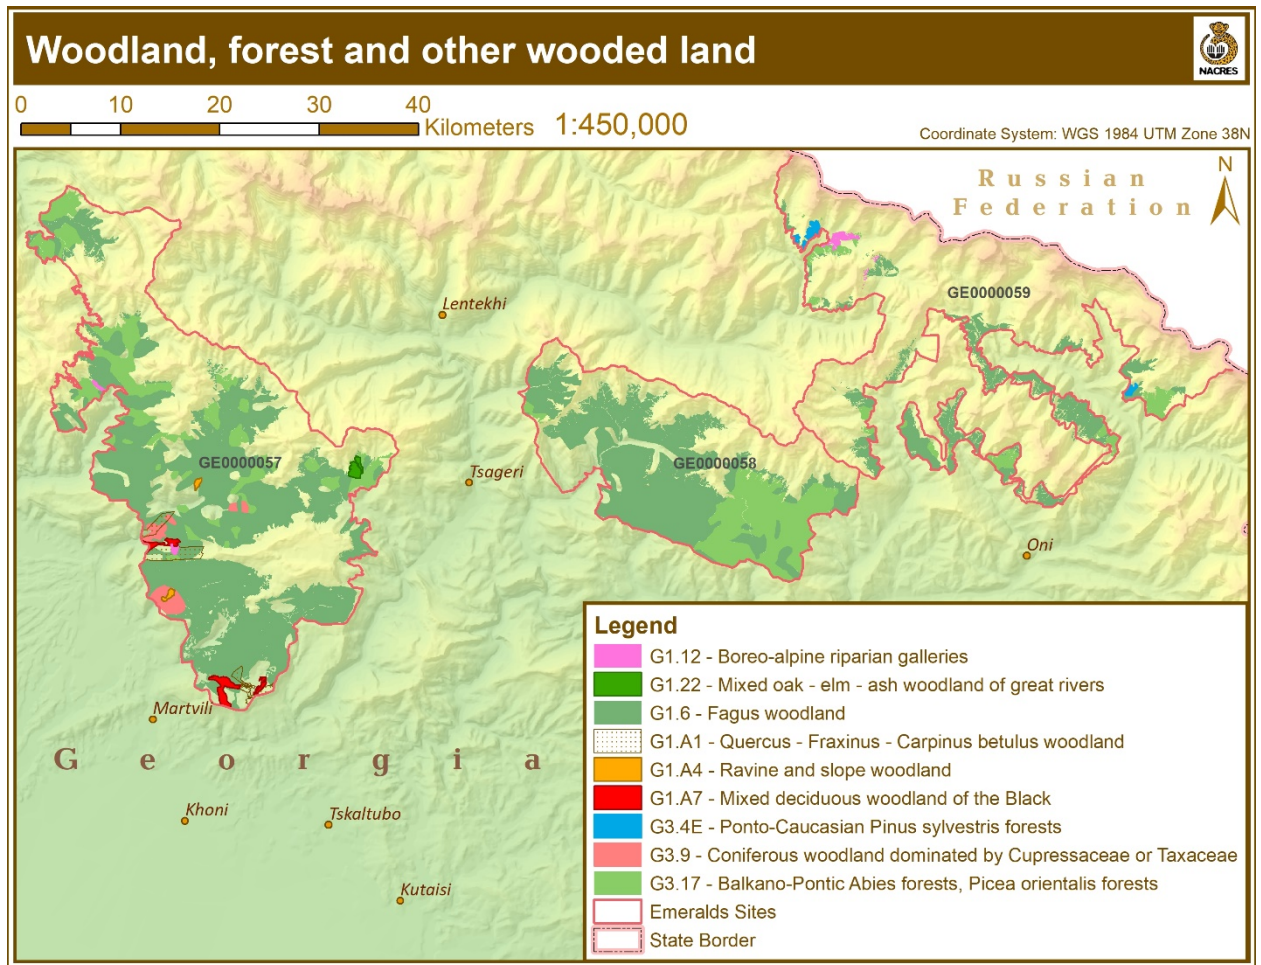 Woodland, forest and other wooded land
NACRES
0 10 20 30 40
Kilometers 1:450,000
Coordinate System: WGS 1984 UTM Zone 38N
N
Russian
Federation
GE0000059
Lentekhi
GE0000057
Tsageri
GE0000058
Oni
Martvili
Georgia
Khoni
Tskaltubo
Kutaisi
Legend
G1.12 - Boreo-alpine riparian galleries
G1.22 - Mixed oak - elm - ash woodland of great rivers
G1.6 - Fagus woodland
G1.A1 - Quercus - Fraxinus - Carpinus betulus woodland
G1.A4 - Ravine and slope woodland
G1.A7 - Mixed deciduous woodland of the Black
G3.4E - Ponto-Caucasian Pinus sylvestris forests
G3.9 - Coniferous woodland dominated by Cupressaceae or Taxaceae
G3.17 - Balkano-Pontic Abies forests, Picea orientalis forests
Emeralds Sites
State Border